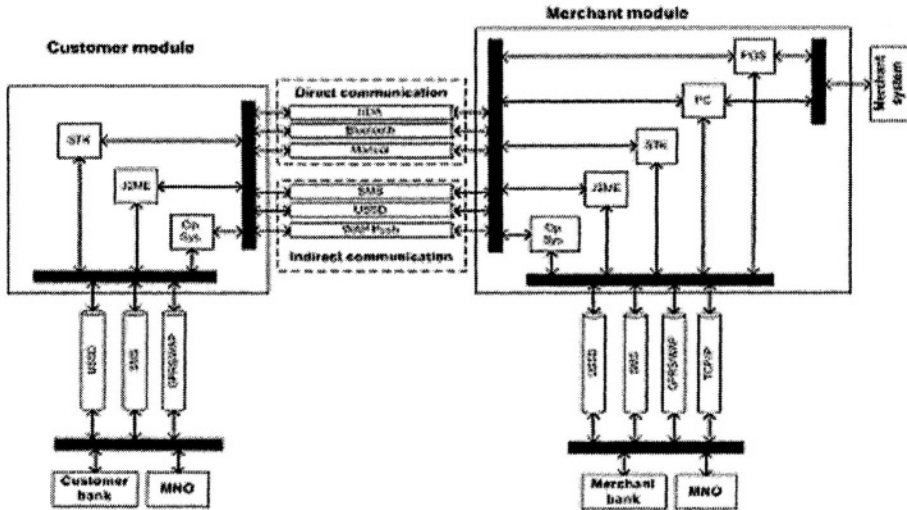 Merchant module
Customer module
POS
Merchant
system
Direct communication
IrDA
PC
Bluetooth
STK
Manual
STK
J2ME
SMS
J2ME
USSD
Op
Sys
WAP Push
Op
Sys
Indirect communication
USSD
SMS
GPRS/WAP
USSD
SMS
GPRS/WAP
TCP/IP
Customer
bank
MNO
Merchant
bank
MNO